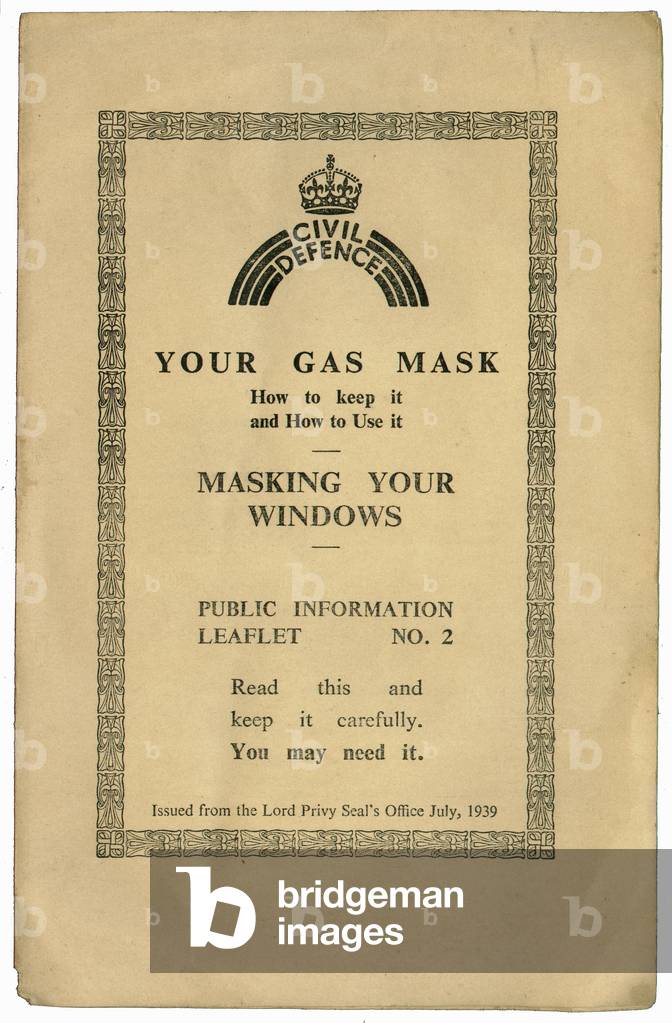 CIVIL
DEFENCE
YOUR GAS MASK
How to keep it
and How to Use it
MASKING YOUR
WINDOWS
PUBLIC INFORMATION
LEAFLET NO. 2
Read this and
keep it carefully.
You may need it.
Issued from the Lord Privy Seal's Office July, 1939
b
bridgeman
images